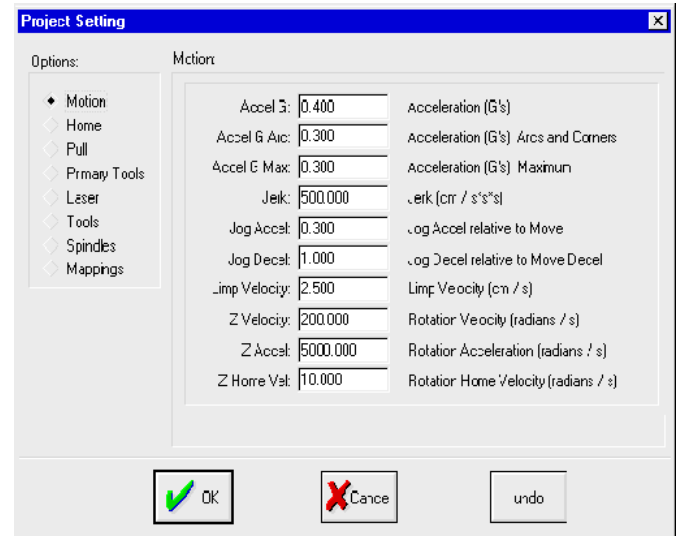 Project Setting
Options:
Motion:
Motion
Home
Pull
Primary Tools
Laser
Tools
Spindles
Mappings
Accel G: 0.400 Acceleration (G's)
Accel G Arc: 0.300 Acceleration (G's) Arcs and Corners
Accel G Max: 0.300 Acceleration (G's) Maximum
Jerk: 500.000 Jerk (cm / s*s*s)
Jog Accel: 0.300 Jog Accel relative to Move
Jog Decel: 1.000 Jog Decel relative to Move Decel
Limp Velocity: 2.500 Limp Velocity (cm / s)
Z Velocity: 200.000 Rotation Velocity (radians / s)
Z Accel: 5000.000 Rotation Acceleration (radians / s)
Z Home Vel: 10.000 Rotation Home Velocity (radians / s)
OK
Cancel
undo